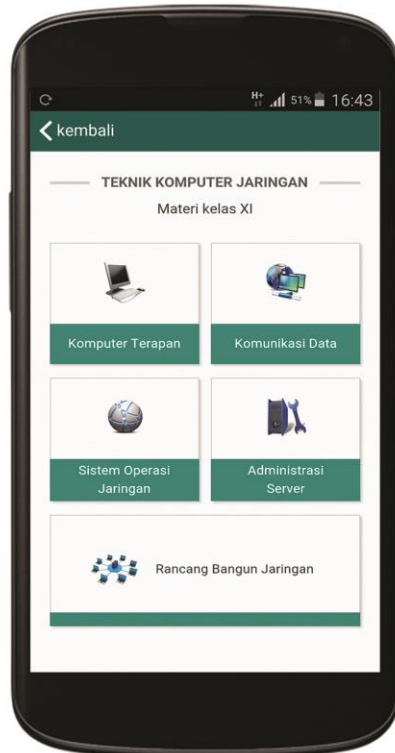 H+ 51% 16:43
kembali
TEKNIK KOMPUTER JARINGAN
Materi kelas XI
Komputer Terapan
Komunikasi Data
Sistem Operasi
Jaringan
Administrasi
Server
Rancang Bangun Jaringan